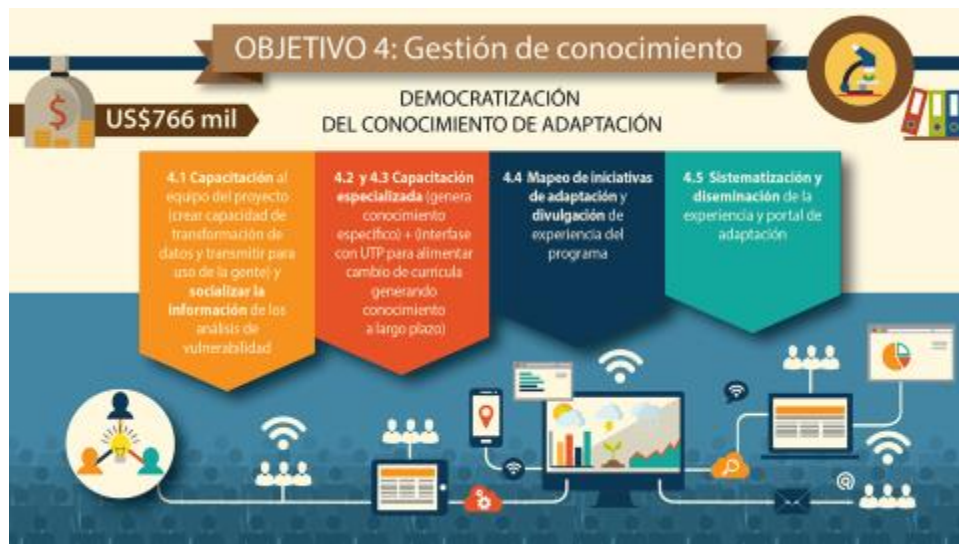 OBJETIVO 4: Gestión de conocimiento
US$766 mil
DEMOCRATIZACIÓN
DEL CONOCIMIENTO DE ADAPTACIÓN
4.1 Capacitación al
equipo del proyecto
(crear capacidad de
transformación de
datos y transmitir para
uso de la gente) y
socializar la
información de los
análisis de
vulnerabilidad
4.2 y 4.3 Capacitación
especializada (genera
conocimiento
específico) + (Interfase
con UTP para alimentar
cambio de currícula
generando
conocimiento
a largo plazo)
4.4 Mapeo de iniciativas
de adaptación y
divulgación de
experiencia del
programa
4.5 Sistematización y
diseminación de la
experiencia y portal de
adaptación